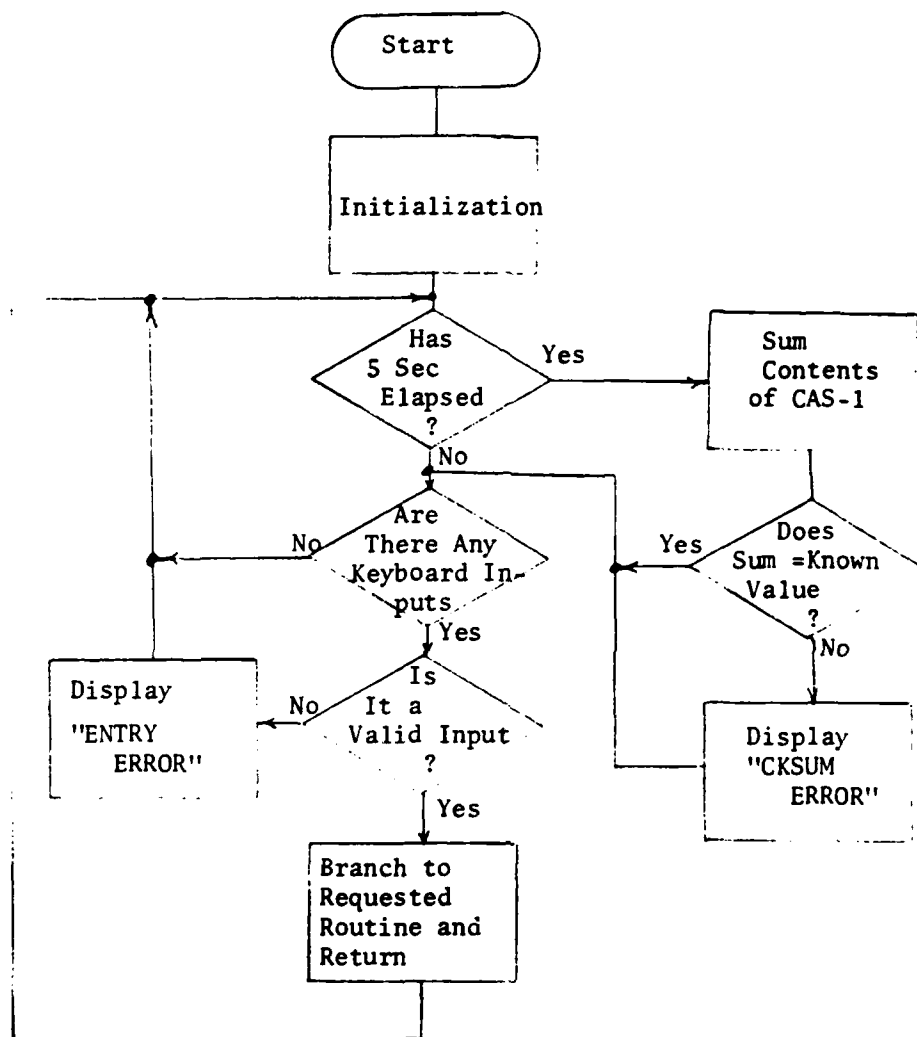 Start
Initialization
Has
5 Sec
Elapsed
?
Yes
No
Sum
Contents
of CAS-1
Are
There Any
Keyboard In-
puts
No
Yes
Does
Sum =Known
Value
?
Yes
No
Is
It a
Valid Input
?
No
Yes
Display
"ENTRY
ERROR"
Display
"CKSUM
ERROR"
Branch to
Requested
Routine and
Return